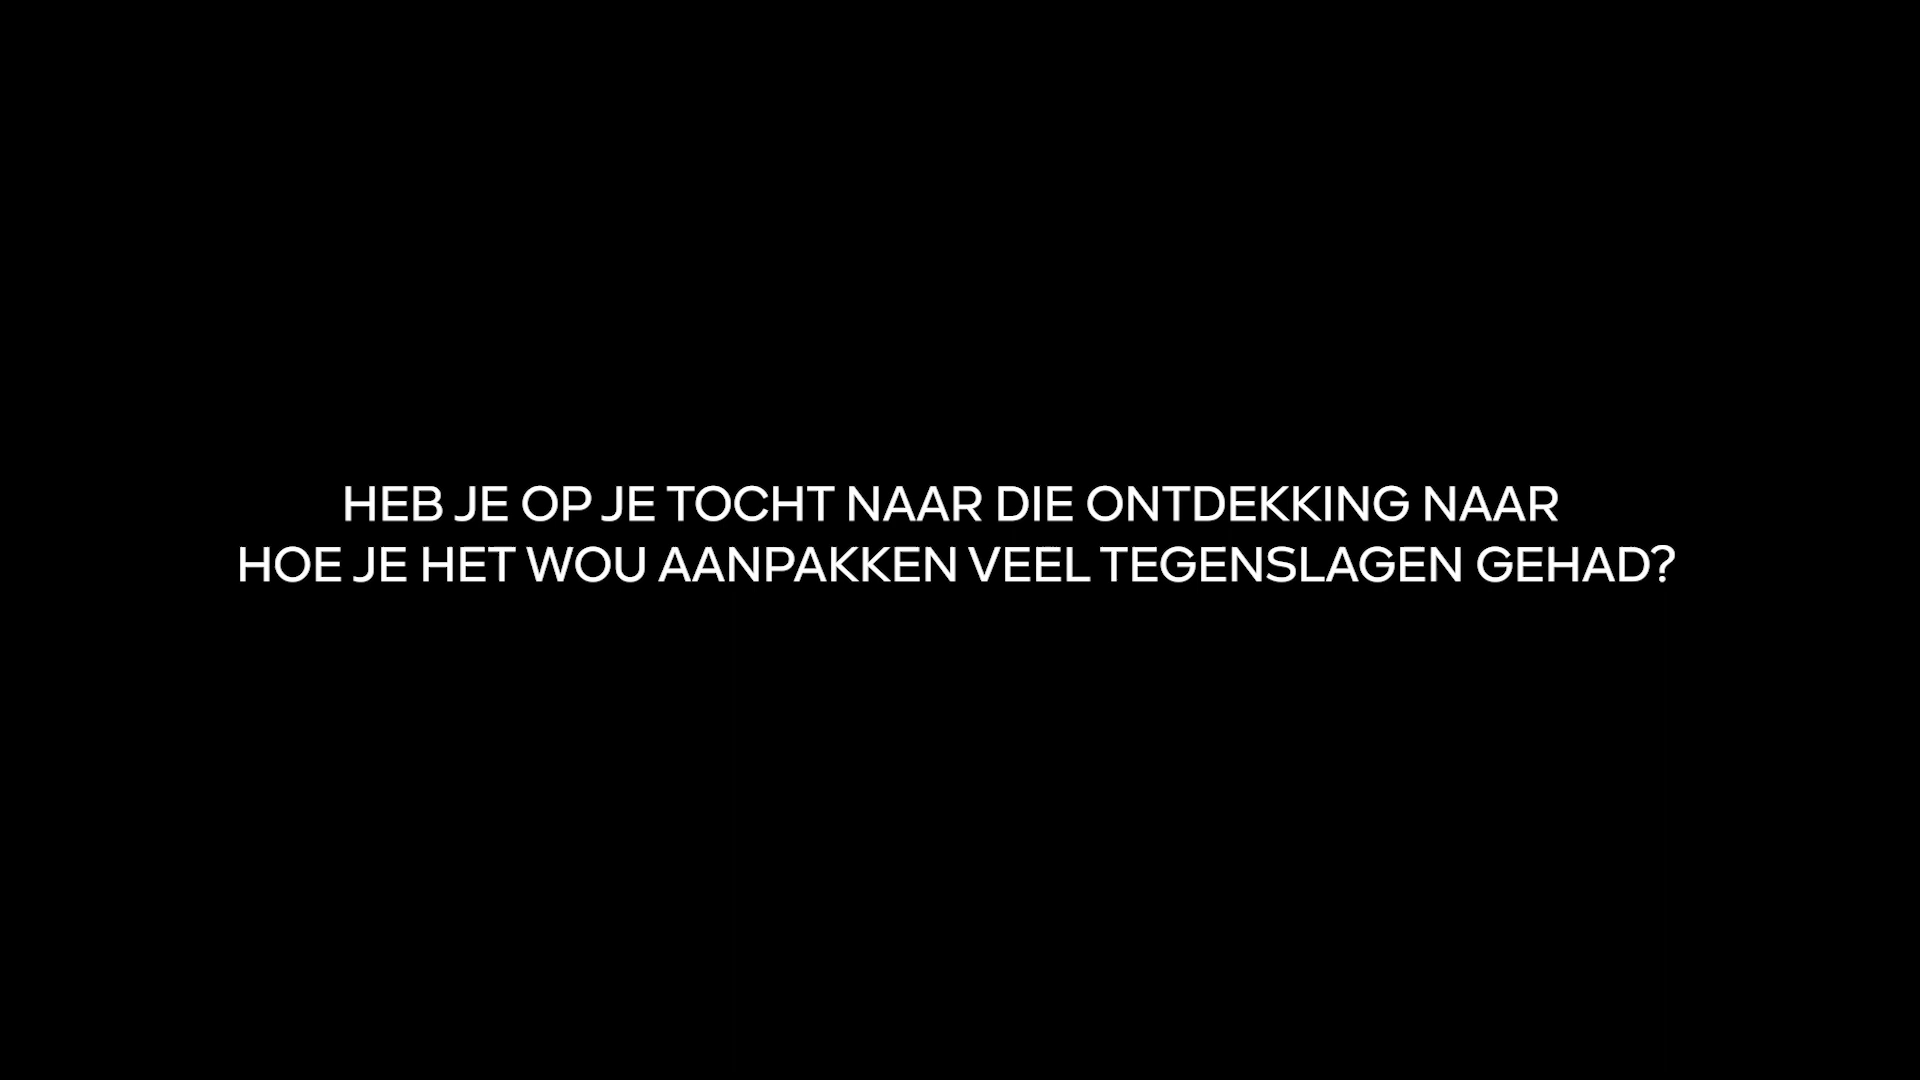 HEB JE OP JE TOCHT NAAR DIE ONTDEKKING NAAR
HOE JE HET WOU AANPAKKEN VEEL TEGENSLAGEN GEHAD?